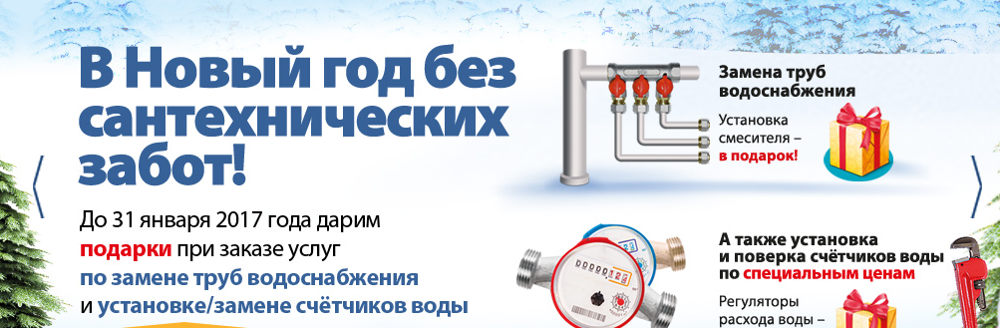 В Новый год без
сантехнических
забот!
До 31 января 2017 года дарим
подарки при заказе услуг
по замене труб водоснабжения
и установке/замене счётчиков воды
Замена труб
водоснабжения
Установка
смесителя –
в подарок!
А также установка
и поверка счётчиков воды
по специальным ценам
Регуляторы
расхода воды –